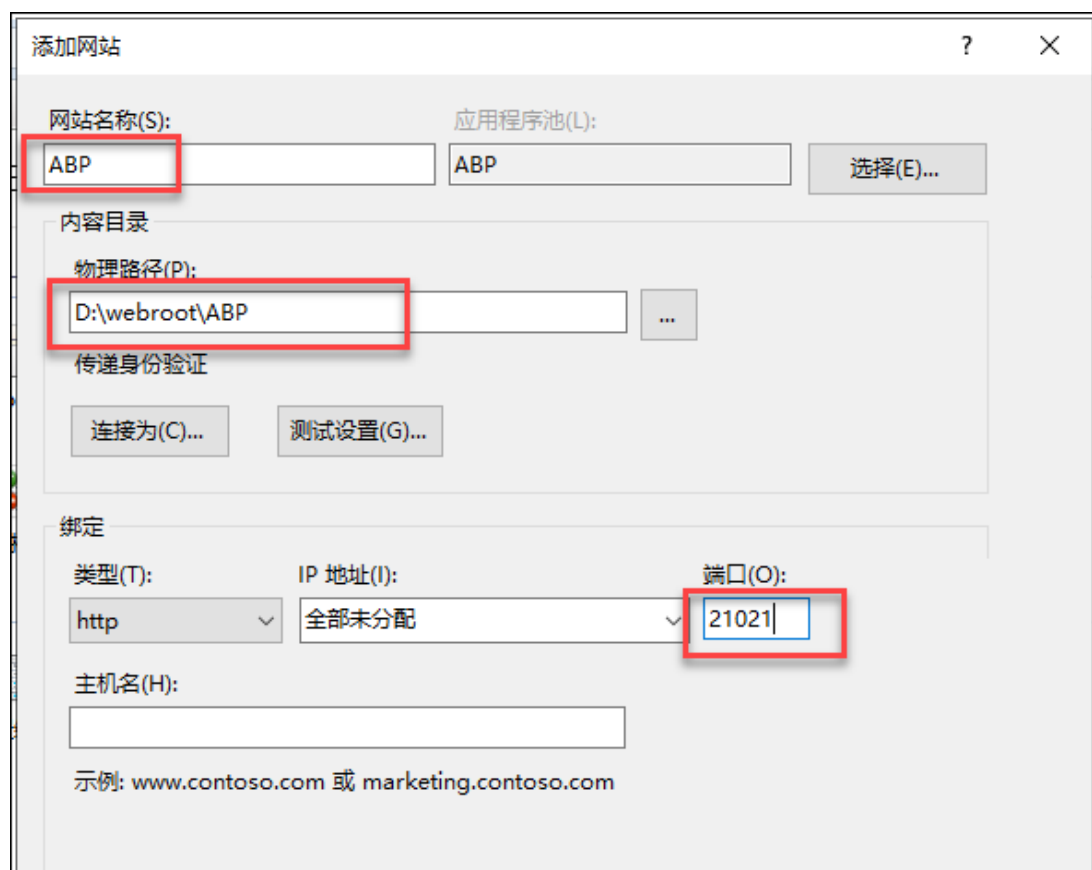 添加网站
?
网站名称(S):
应用程序池(L):
ABP
ABP
选择(E)...
内容目录
物理路径(P):
D:\webroot\ABP
...
传递身份验证
连接为(C)...
测试设置(G)...
绑定
类型(T):
IP 地址(I):
端口(O):
http
全部未分配
21021
主机名(H):
示例: www.contoso.com 或 marketing.contoso.com